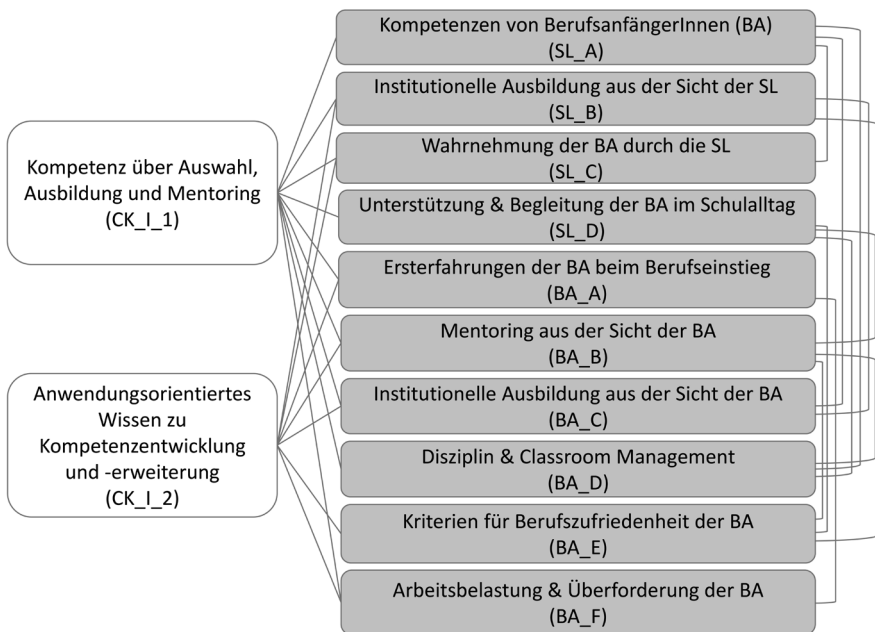 Kompetenz über Auswahl,
Ausbildung und Mentoring
(CK_I_1)
Anwendungsorientiertes
Wissen zu
Kompetenzentwicklung
und -erweiterung
(CK_I_2)
Kompetenzen von BerufsanfängerInnen (BA)
(SL_A)
Institutionelle Ausbildung aus der Sicht der SL
(SL_B)
Wahrnehmung der BA durch die SL
(SL_C)
Unterstützung & Begleitung der BA im Schulalltag
(SL_D)
Ersterfahrungen der BA beim Berufseinstieg
(BA_A)
Mentoring aus der Sicht der BA
(BA_B)
Institutionelle Ausbildung aus der Sicht der BA
(BA_C)
Disziplin & Classroom Management
(BA_D)
Kriterien für Berufszufriedenheit der BA
(BA_E)
Arbeitsbelastung & Überforderung der BA
(BA_F)